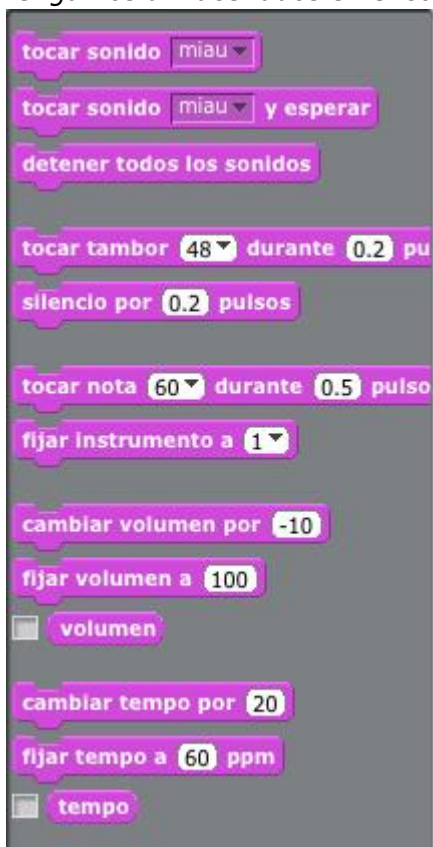 tocar sonido miau
tocar sonido miau y esperar
detener todos los sonidos
tocar tambor 48 durante 0.2 pu
silencio por 0.2 pulsos
tocar nota 60 durante 0.5 pulso
fijar instrumento a 1
cambiar volumen por -10
fijar volumen a 100
volumen
cambiar tempo por 20
fijar tempo a 60 ppm
tempo